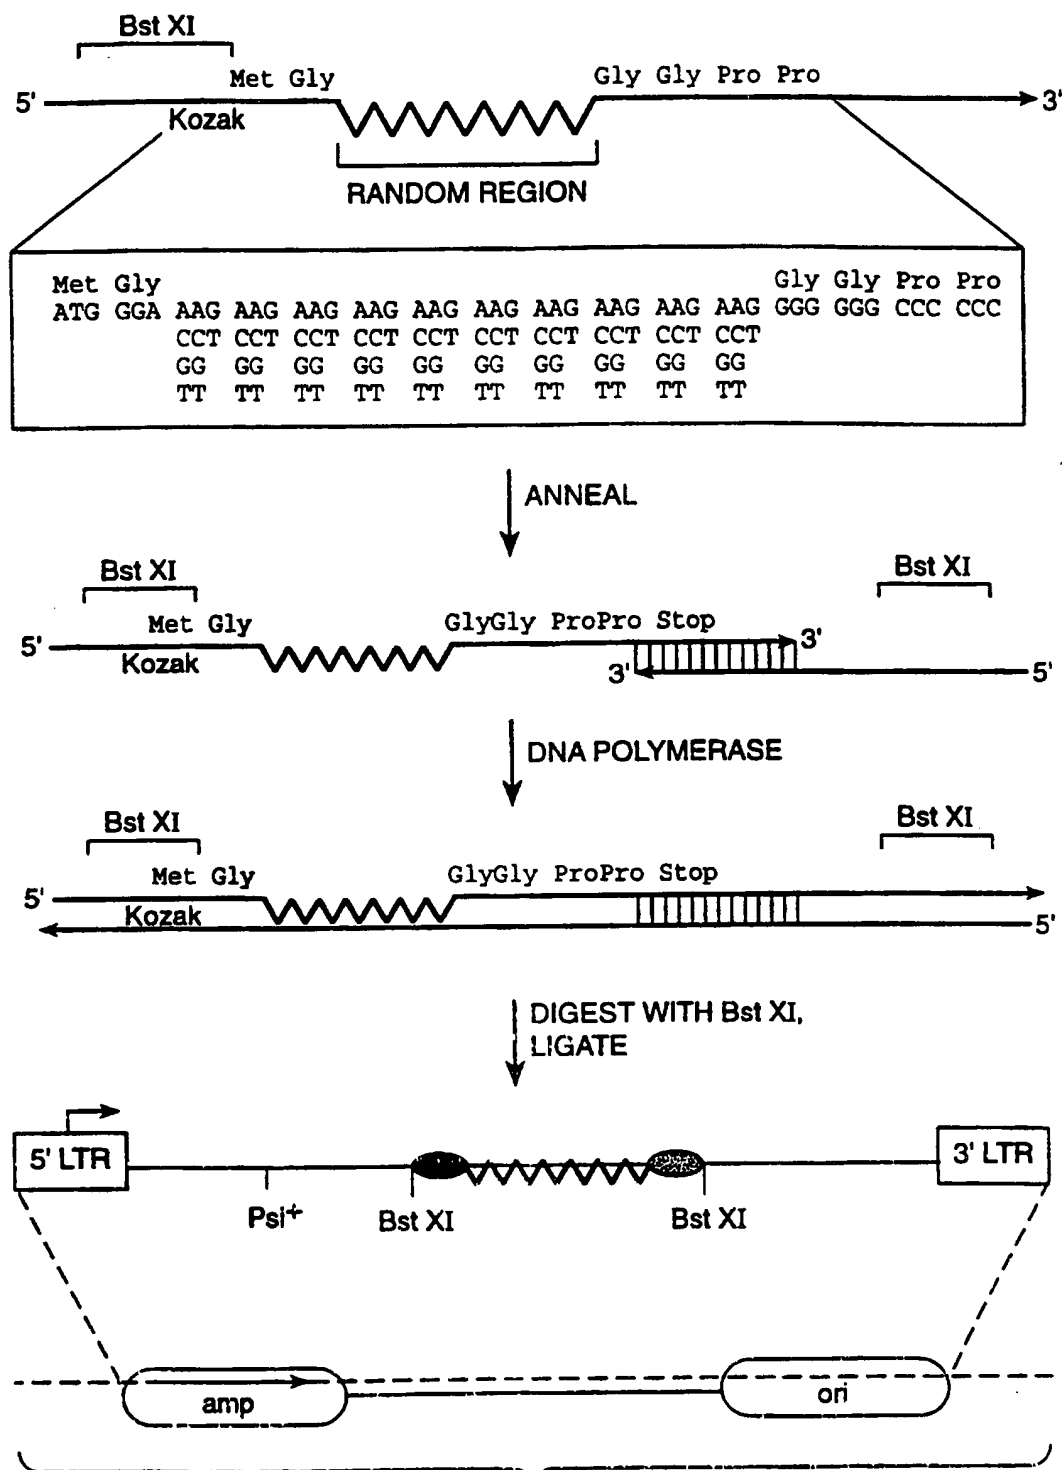 Bst XI
Met Gly Gly Gly Pro Pro
5' 3'
Kozak
RANDOM REGION
Met Gly Gly Gly Pro Pro
ATG GGA AAG AAG AAG AAG AAG AAG AAG AAG AAG AAG GGG GGG CCC CCC
CCT CCT CCT CCT CCT CCT CCT CCT CCT CCT
GG GG GG GG GG GG GG GG GG GG
TT TT TT TT TT TT TT TT TT TT
ANNEAL
Bst XI Bst XI
Met Gly GlyGly ProPro Stop
5' 3'
Kozak
3' 5'
DNA POLYMERASE
Bst XI Bst XI
Met Gly GlyGly ProPro Stop
5'
Kozak 5'
DIGEST WITH Bst XI,
LIGATE
5' LTR 3' LTR
Psi+ Bst XI Bst XI
amp ori